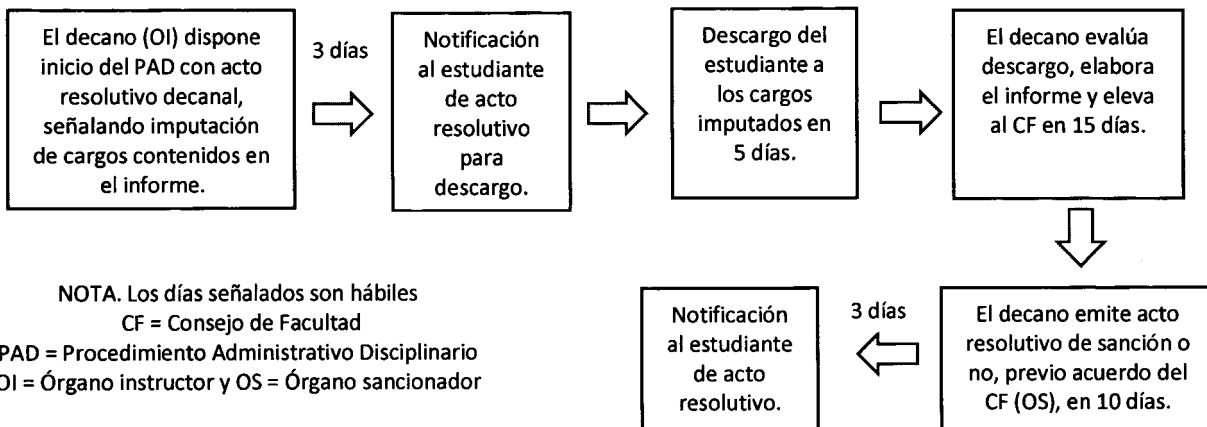 El decano (OI) dispone
inicio del PAD con acto
resolutivo decanal,
señalando imputación
de cargos contenidos en
el informe.
3 días
Notificación
al estudiante
de acto
resolutivo
para
descargo.
Descargo del
estudiante a
los cargos
imputados en
5 días.
El decano evalúa
descargo, elabora
el informe y eleva
al CF en 15 días.
El decano emite acto
resolutivo de sanción o
no, previo acuerdo del
CF (OS), en 10 días.
3 días
Notificación
al estudiante
de acto
resolutivo.
NOTA. Los días señalados son hábiles
CF = Consejo de Facultad
PAD = Procedimiento Administrativo Disciplinario
OI = Órgano instructor y OS = Órgano sancionador